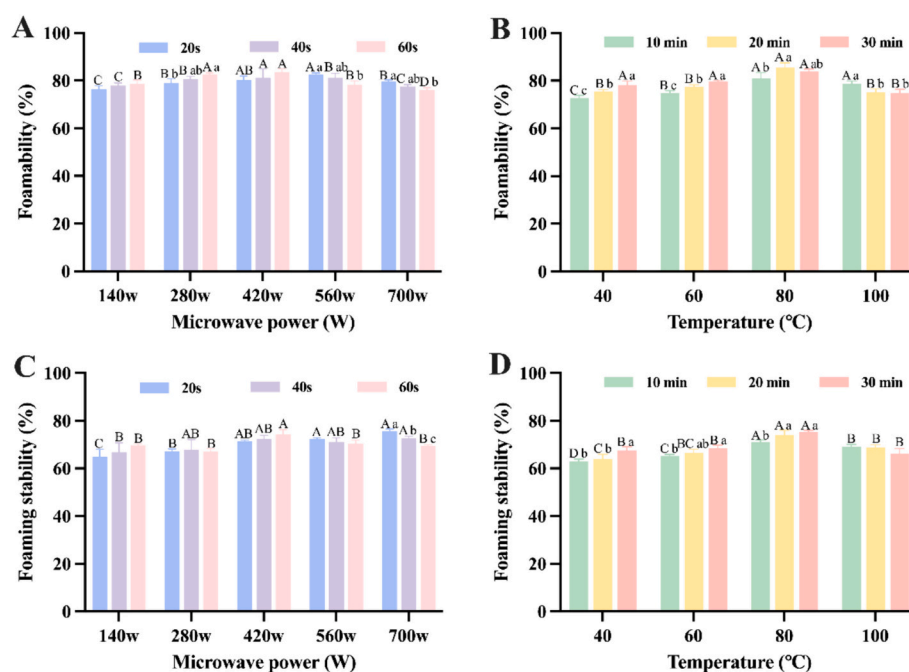 A
20s 40s 60s
Foamability (%)
100
80
60
40
20
0
C C B B b B ab A a AB A A A a B ab B b B a C ab D b
140w 280w 420w 560w 700w
Microwave power (W)
B
10 min 20 min 30 min
Foamability (%)
100
80
60
40
20
0
C c B b A a B c B b A a A b A a A ab A a B b B b
40 60 80 100
Temperature (°C)
C
20s 40s 60s
Foaming stability (%)
100
80
60
40
20
0
C B B B AB B AB AB A AB AB B A a A b B c
140w 280w 420w 560w 700w
Microwave power (W)
D
10 min 20 min 30 min
Foaming stability (%)
100
80
60
40
20
0
D b C b B a C b BC ab B a A b A a A a B B B
40 60 80 100
Temperature (°C)